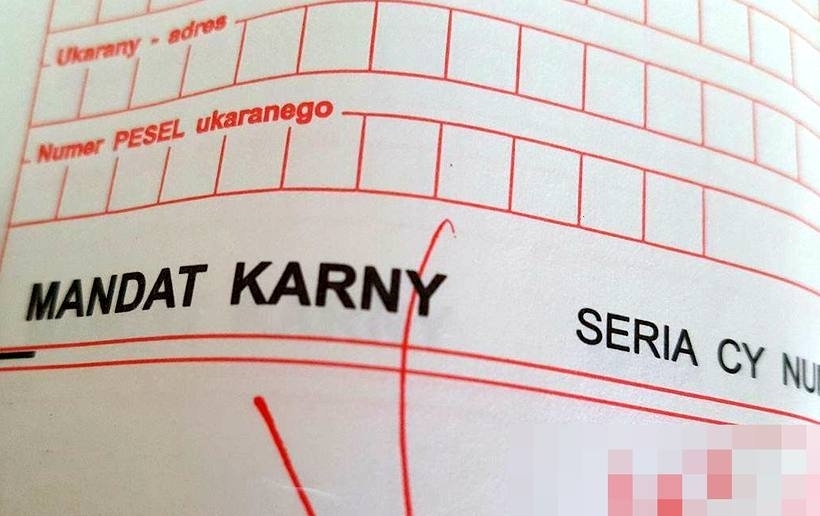 Ukarany - adres
Numer PESEL ukaranego
MANDAT KARNY
SERIA CY